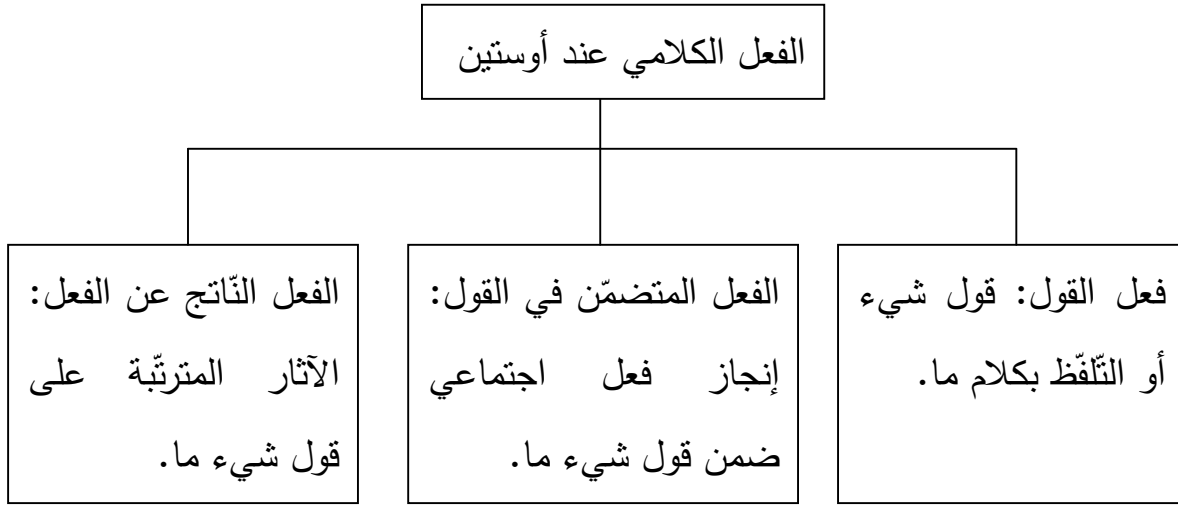 الفعل الكلامي عند أوستين
فعل القول: قول شيء
أو التّلفّظ بكلام ما.
الفعل المتضمّن في القول:
إنجاز فعل اجتماعي
ضمن قول شيء ما.
الفعل النّاتج عن الفعل:
الآثار المترتّبة على
قول شيء ما.